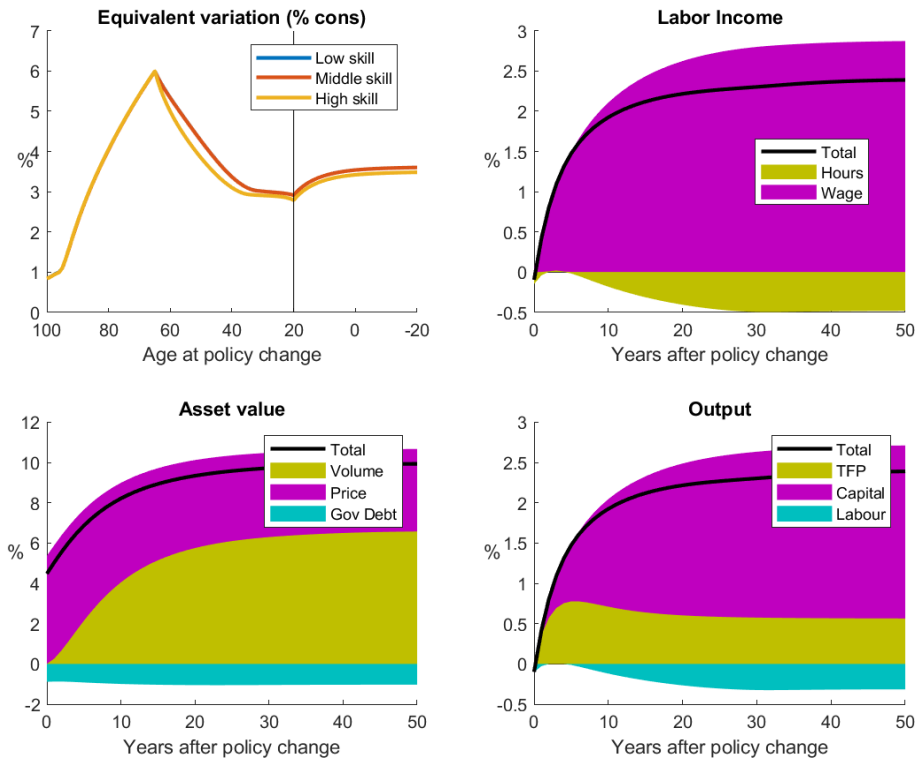 Equivalent variation (% cons)
7
6
5
%
4
3
2
1
0
100
80
60
40
20
0
-20
Age at policy change
Low skill
Middle skill
High skill
Labor Income
3
2.5
2
%
1.5
1
0.5
0
-0.5
0
10
20
30
40
50
Years after policy change
Total
Hours
Wage
Asset value
12
10
8
%
6
4
2
0
-2
0
10
20
30
40
50
Years after policy change
Total
Volume
Price
Gov Debt
Output
3
2.5
2
%
1.5
1
0.5
0
-0.5
0
10
20
30
40
50
Years after policy change
Total
TFP
Capital
Labour